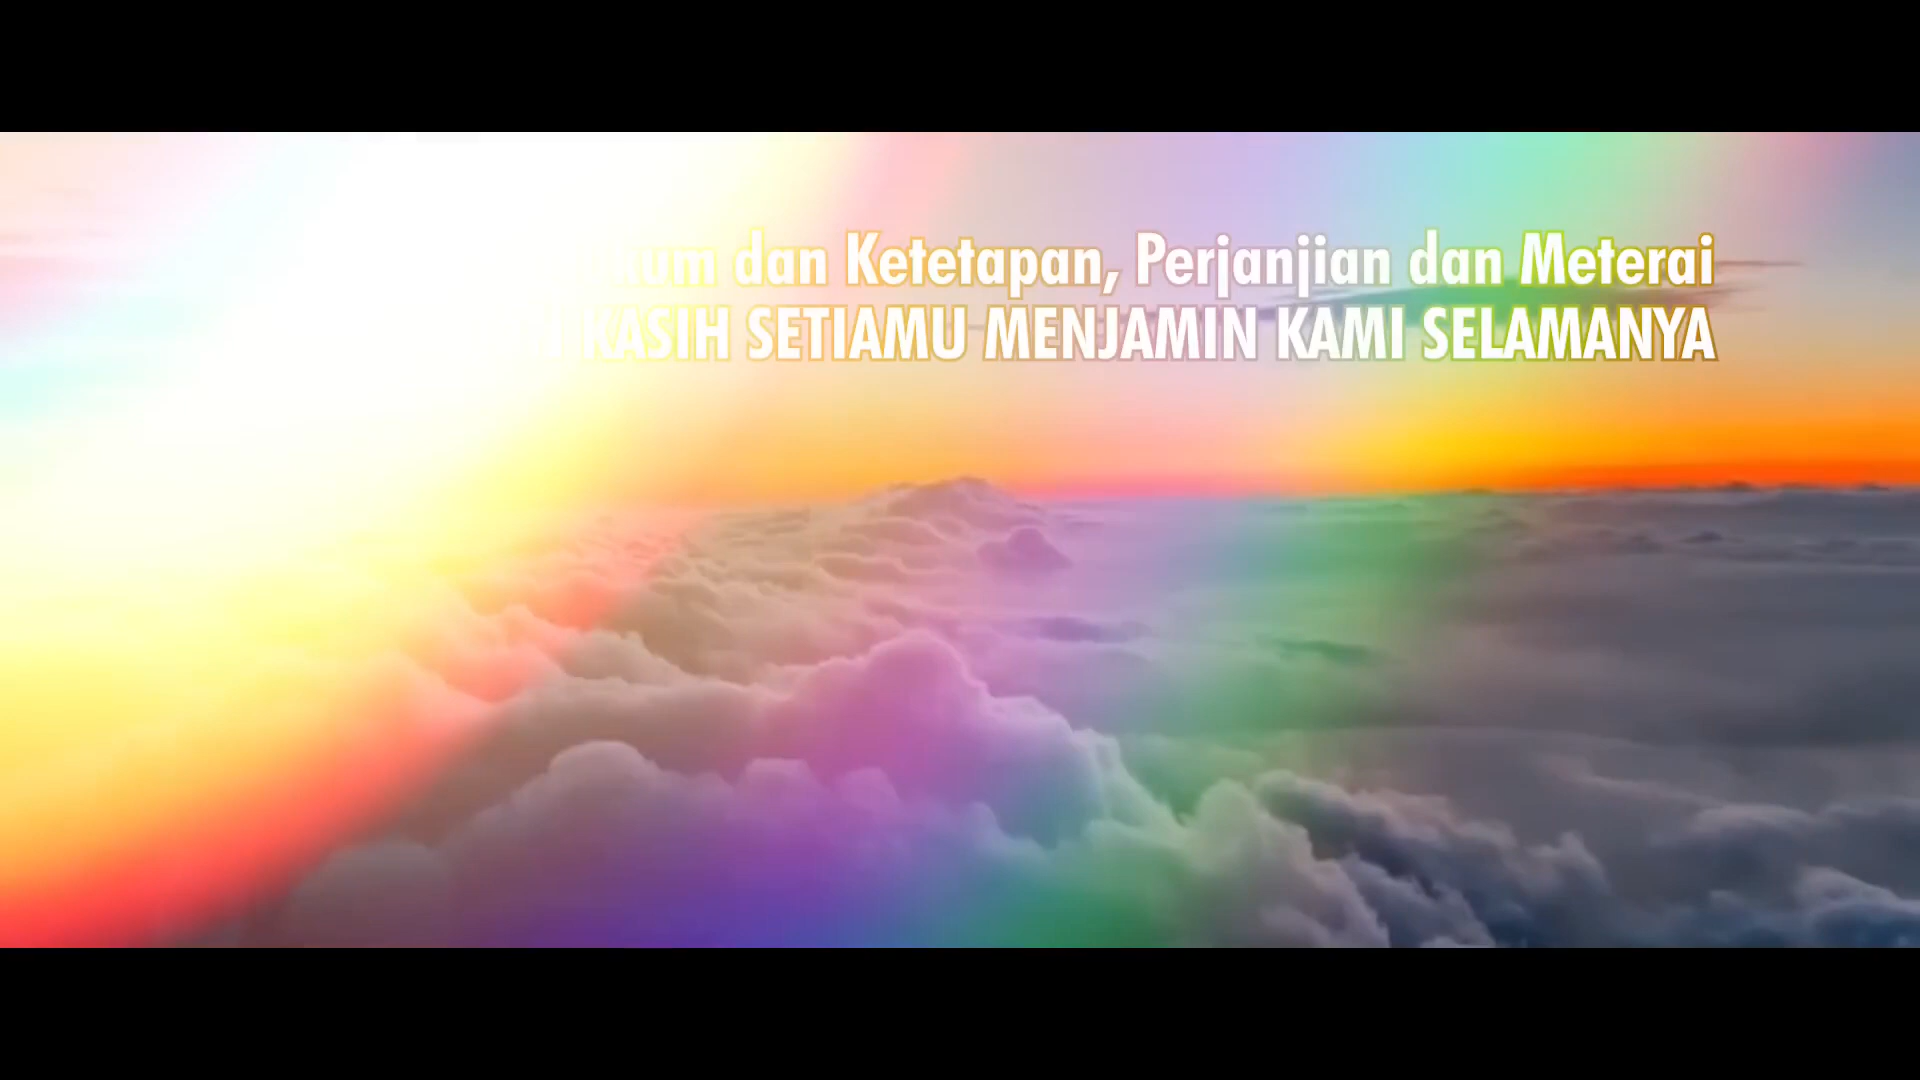 dan Ketetapan, Perjanjian dan Meterai
KASIH SETIAMU MENJAMIN KAMI SELAMANYA